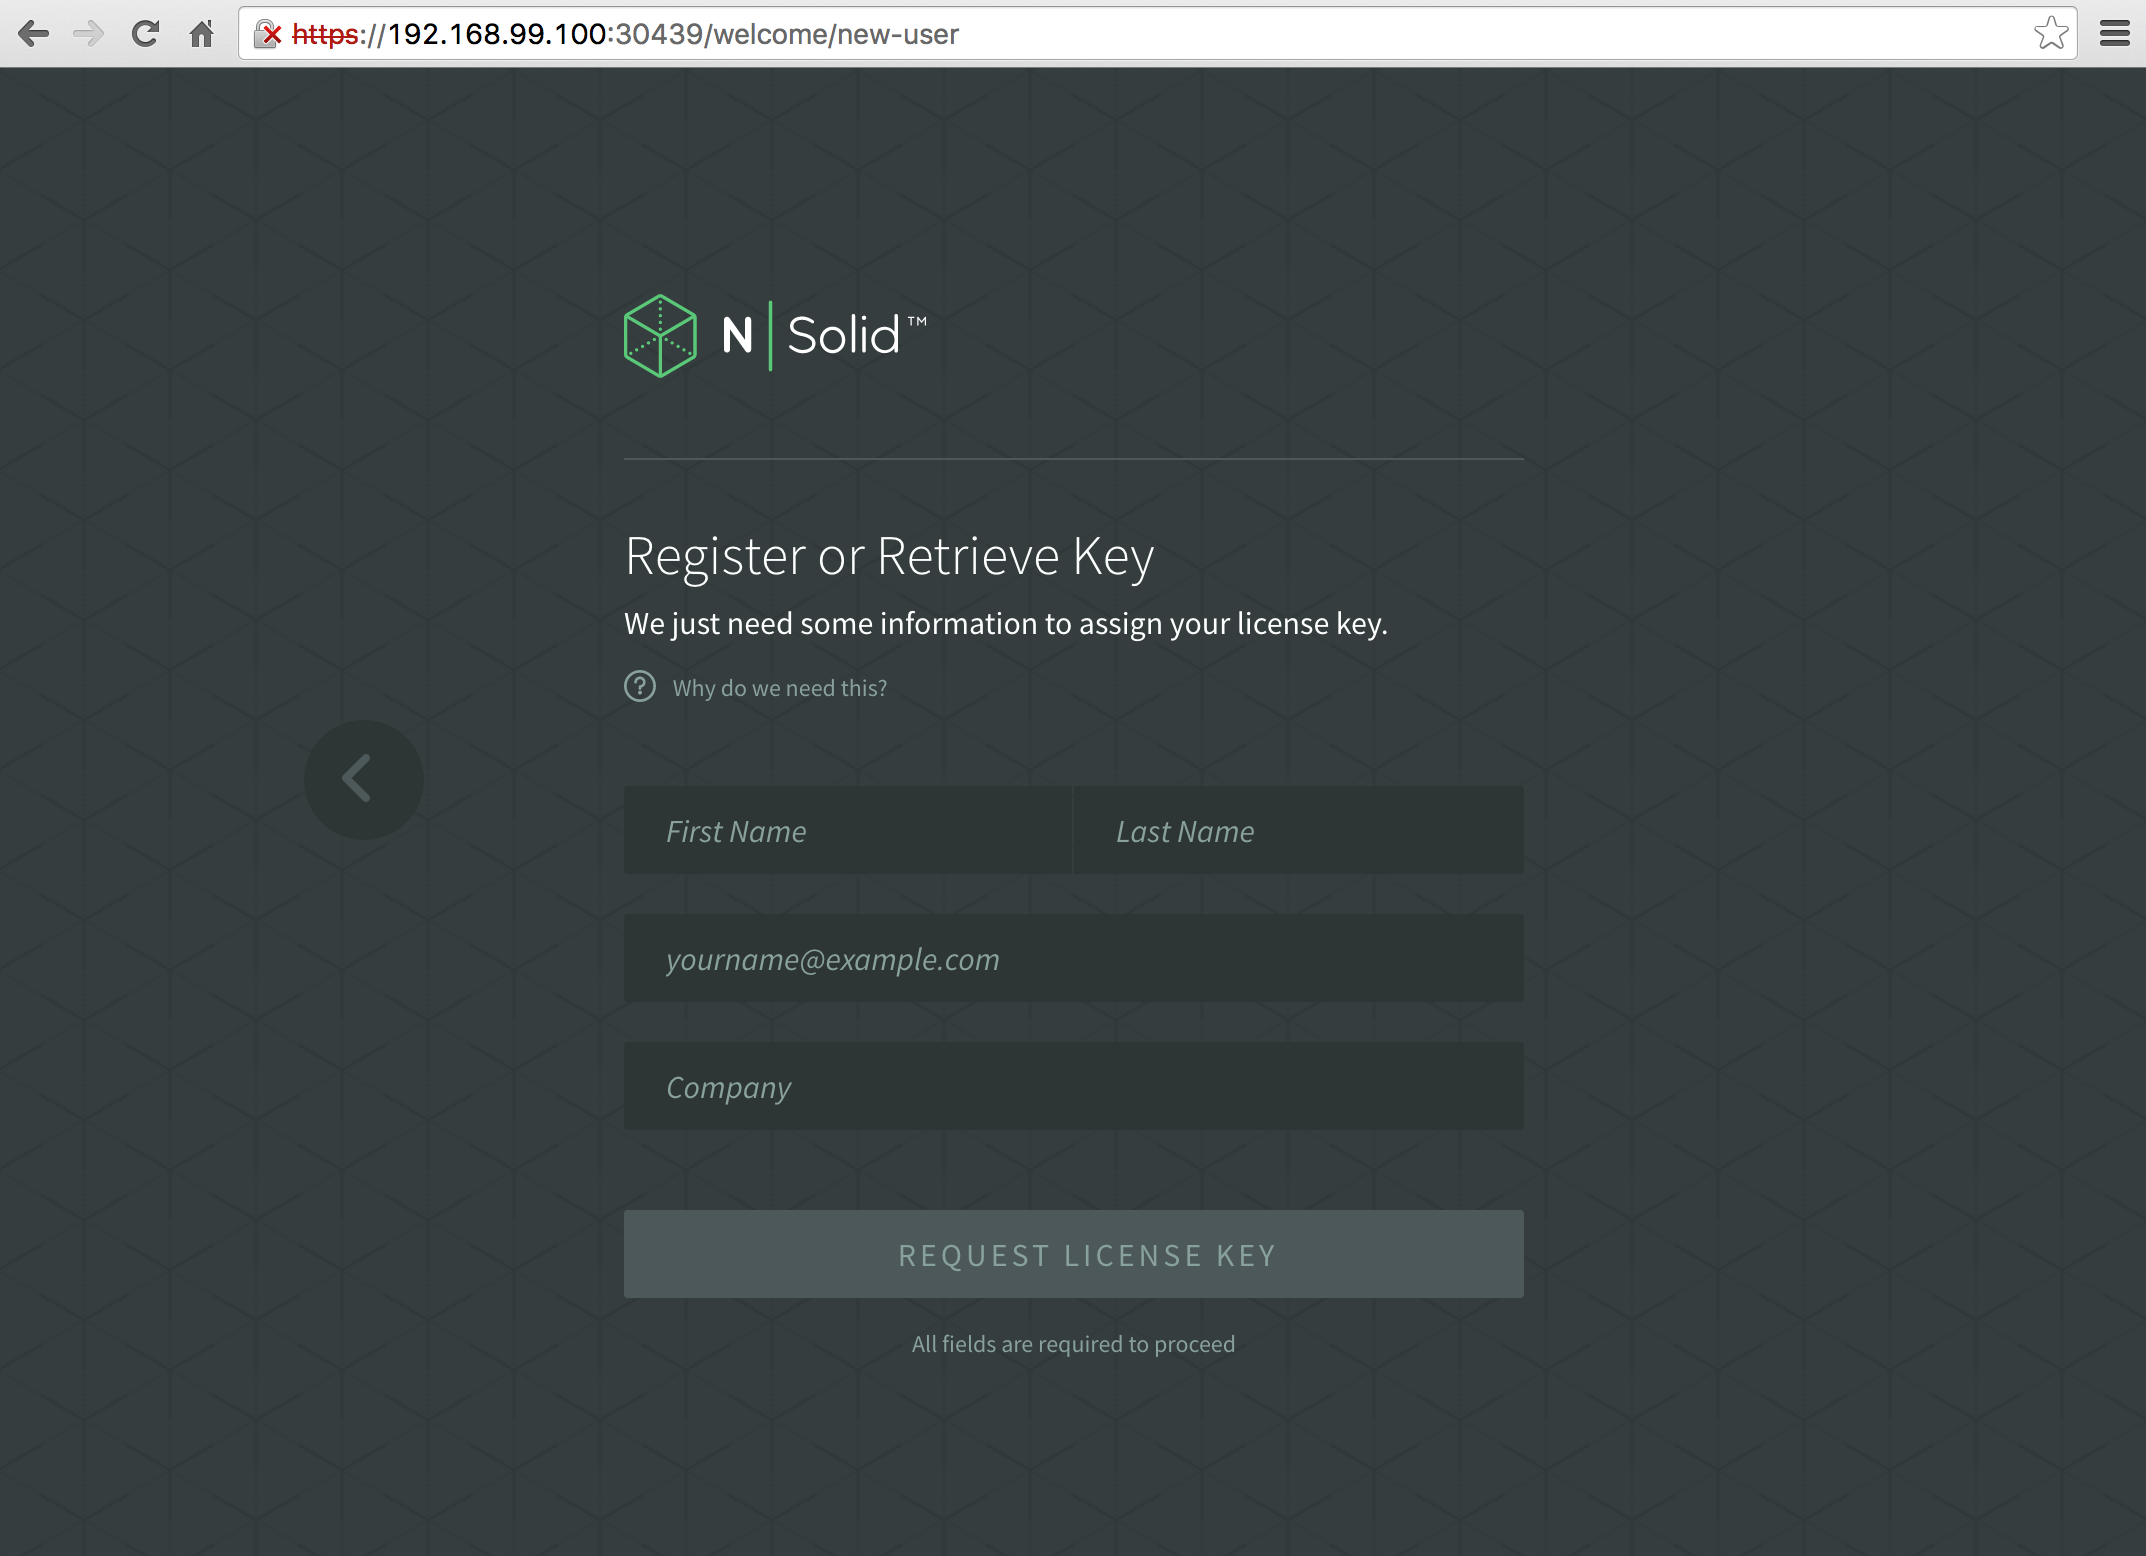 https://192.168.99.100:30439/welcome/new-user
N Solid™
Register or Retrieve Key
We just need some information to assign your license key.
? Why do we need this?
First Name Last Name
yourname@example.com
Company
REQUEST LICENSE KEY
All fields are required to proceed